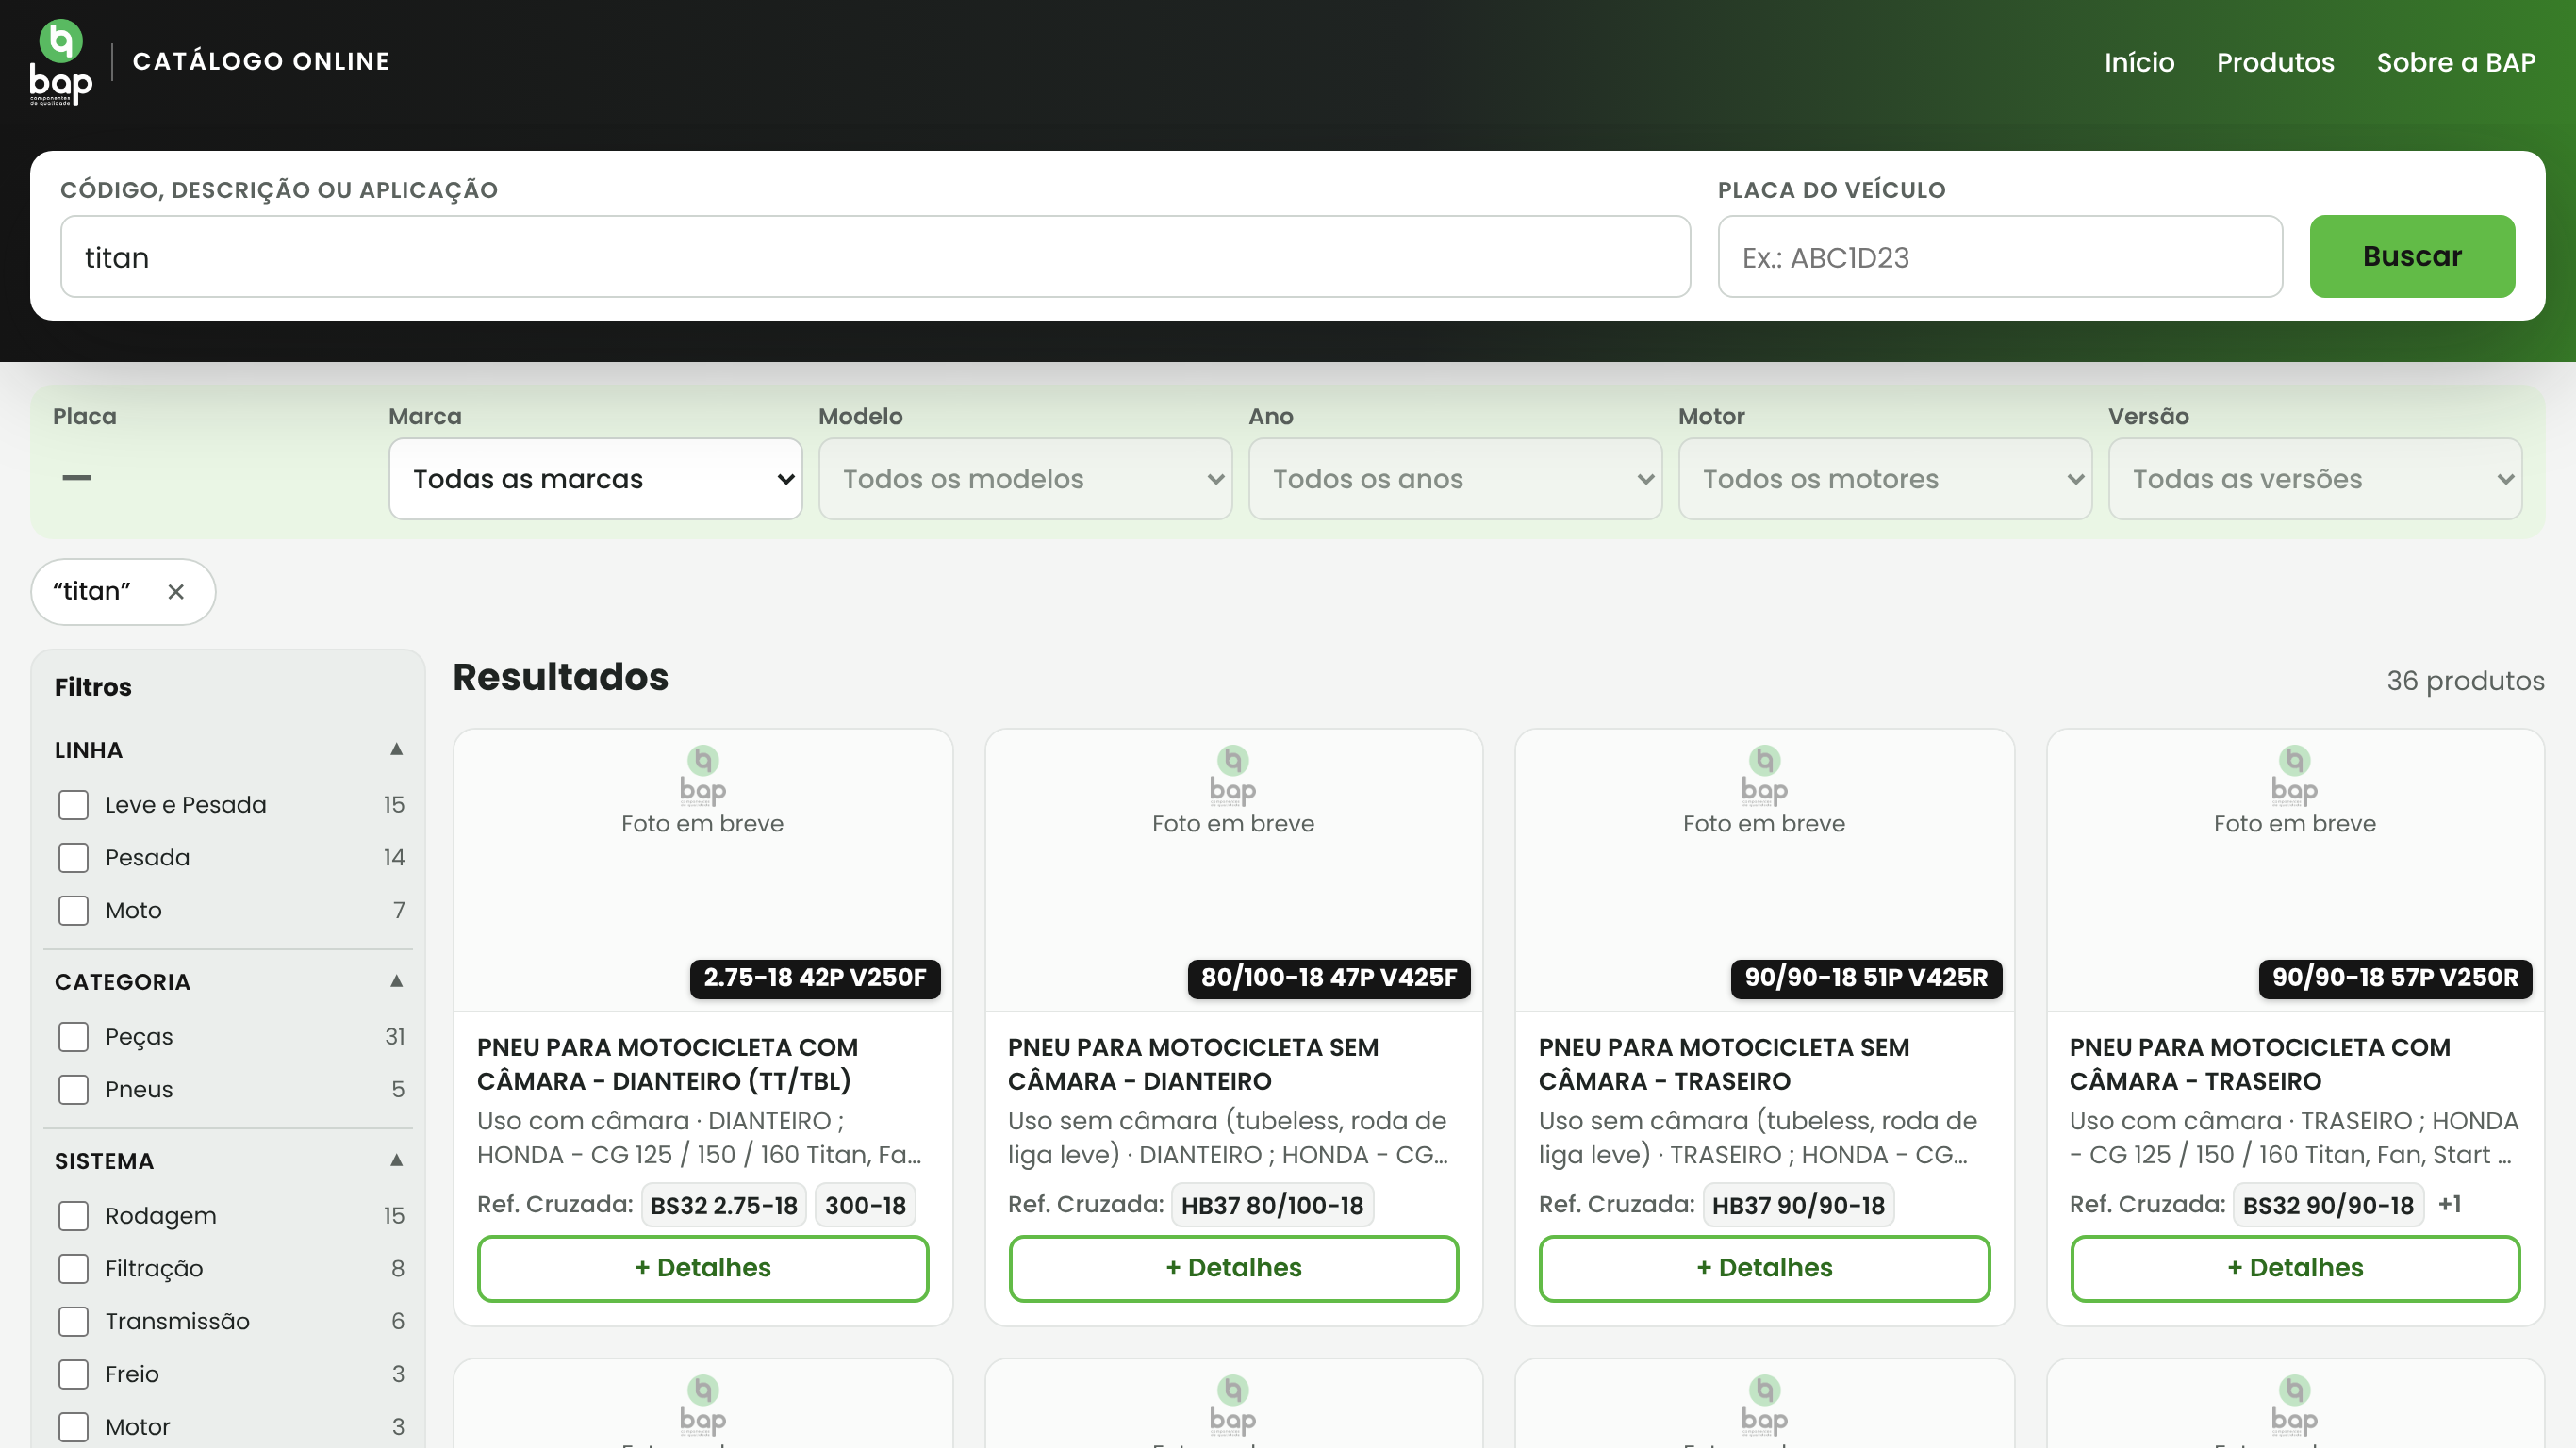 bap
componentes
de qualidade
CATÁLOGO ONLINE
Início
Produtos
Sobre a BAP
CÓDIGO, DESCRIÇÃO OU APLICAÇÃO
PLACA DO VEÍCULO
titan
Ex.: ABC1D23
Buscar
Placa
Marca
Modelo
Ano
Motor
Versão
–
Todas as marcas
Todos os modelos
Todos os anos
Todos os motores
Todas as versões
“titan” ×
Filtros
LINHA
Leve e Pesada 15
Pesada 14
Moto 7
CATEGORIA
Peças 31
Pneus 5
SISTEMA
Rodagem 15
Filtração 8
Transmissão 6
Freio 3
Motor 3
Resultados
36 produtos
bap
Foto em breve
2.75-18 42P V250F
PNEU PARA MOTOCICLETA COM
CÂMARA - DIANTEIRO (TT/TBL)
Uso com câmara · DIANTEIRO ;
HONDA - CG 125 / 150 / 160 Titan, Fa...
Ref. Cruzada: BS32 2.75-18 300-18
+ Detalhes
bap
Foto em breve
80/100-18 47P V425F
PNEU PARA MOTOCICLETA SEM
CÂMARA - DIANTEIRO
Uso sem câmara (tubeless, roda de
liga leve) · DIANTEIRO ; HONDA - CG...
Ref. Cruzada: HB37 80/100-18
+ Detalhes
bap
Foto em breve
90/90-18 51P V425R
PNEU PARA MOTOCICLETA SEM
CÂMARA - TRASEIRO
Uso sem câmara (tubeless, roda de
liga leve) · TRASEIRO ; HONDA - CG...
Ref. Cruzada: HB37 90/90-18
+ Detalhes
bap
Foto em breve
90/90-18 57P V250R
PNEU PARA MOTOCICLETA COM
CÂMARA - TRASEIRO
Uso com câmara · TRASEIRO ; HONDA
- CG 125 / 150 / 160 Titan, Fan, Start ...
Ref. Cruzada: BS32 90/90-18 +1
+ Detalhes
bap
bap
bap
bap